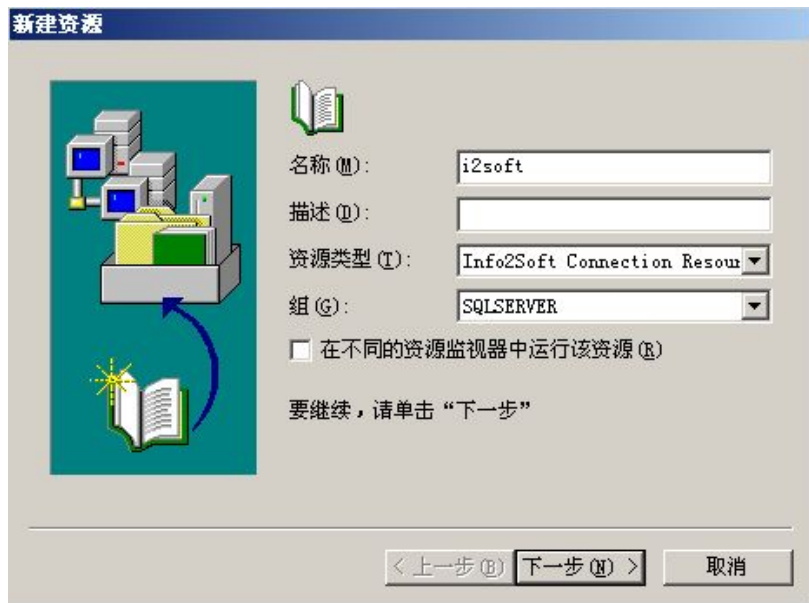 新建资源
名称(M): i2soft
描述(D):
资源类型(T): Info2Soft Connection Resour
组(G): SQLSERVER
在不同的资源监视器中运行该资源(R)
要继续，请单击“下一步”
< 上一步(B) 下一步(N) > 取消